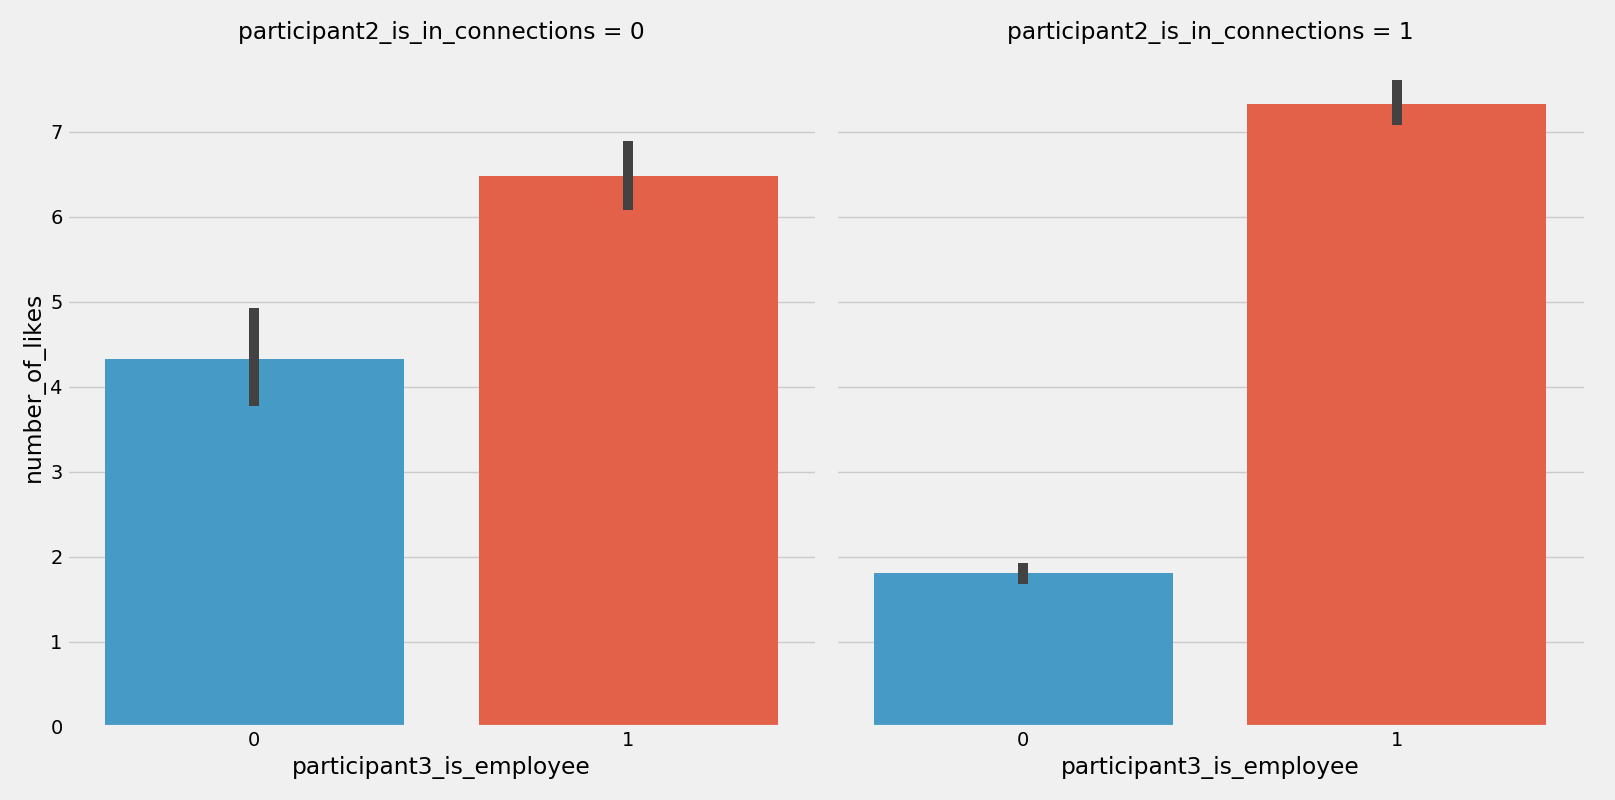 participant2_is_in_connections = 0
participant2_is_in_connections = 1
number_of_likes
7
6
5
4
3
2
1
0
0 1
participant3_is_employee
0 1
participant3_is_employee